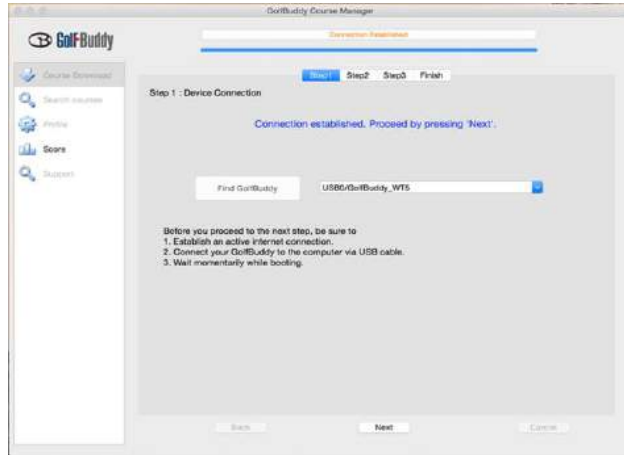 GolfBuddy Course Manager
GolfBuddy
Connection Established
Course Download
Step1
Step2
Step3
Finish
Search courses
Step 1 : Device Connection
Profile
Connection established. Proceed by pressing 'Next'.
Score
Support
Find GolfBuddy
USB0/GolfBuddy_WT5
Before you proceed to the next step, be sure to
1. Establish an active internet connection.
2. Connect your GolfBuddy to the computer via USB cable.
3. Wait momentarily while booting.
Back
Next
Cancel